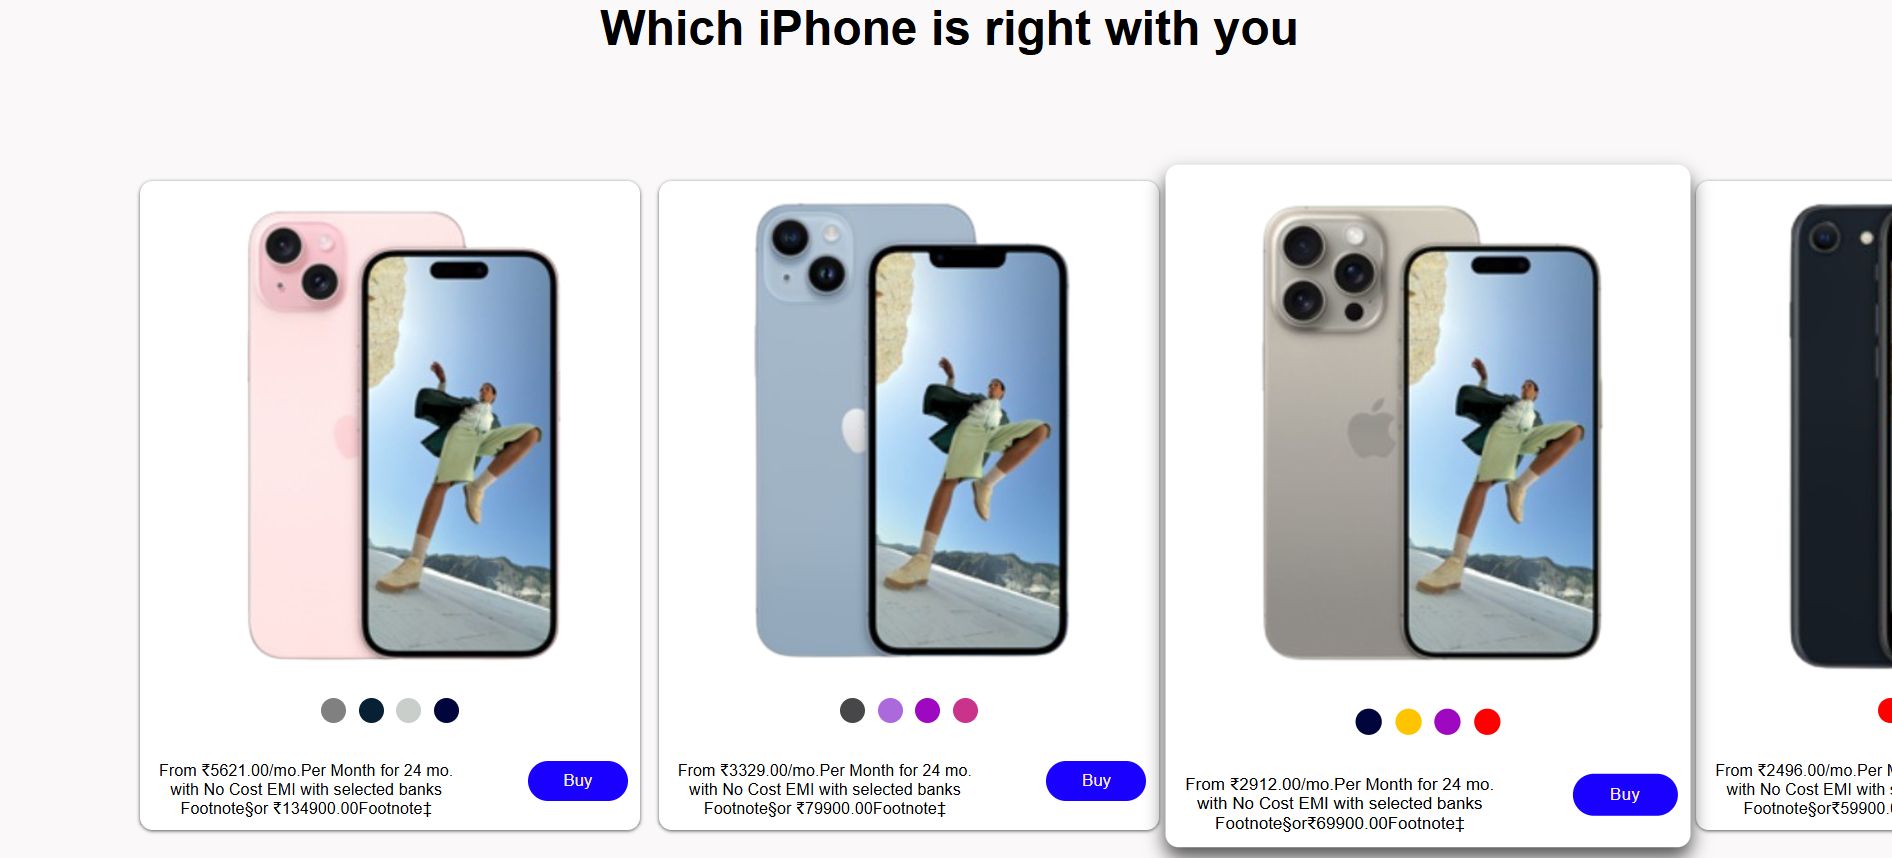 Which iPhone is right with you
From ₹5621.00/mo.Per Month for 24 mo.
with No Cost EMI with selected banks
Footnote§or ₹134900.00Footnote‡
Buy
From ₹3329.00/mo.Per Month for 24 mo.
with No Cost EMI with selected banks
Footnote§or ₹79900.00Footnote‡
Buy
From ₹2912.00/mo.Per Month for 24 mo.
with No Cost EMI with selected banks
Footnote§or₹69900.00Footnote‡
Buy
From ₹2496.00/mo.Per
with No Cost EMI with
Footnote§or₹59900.